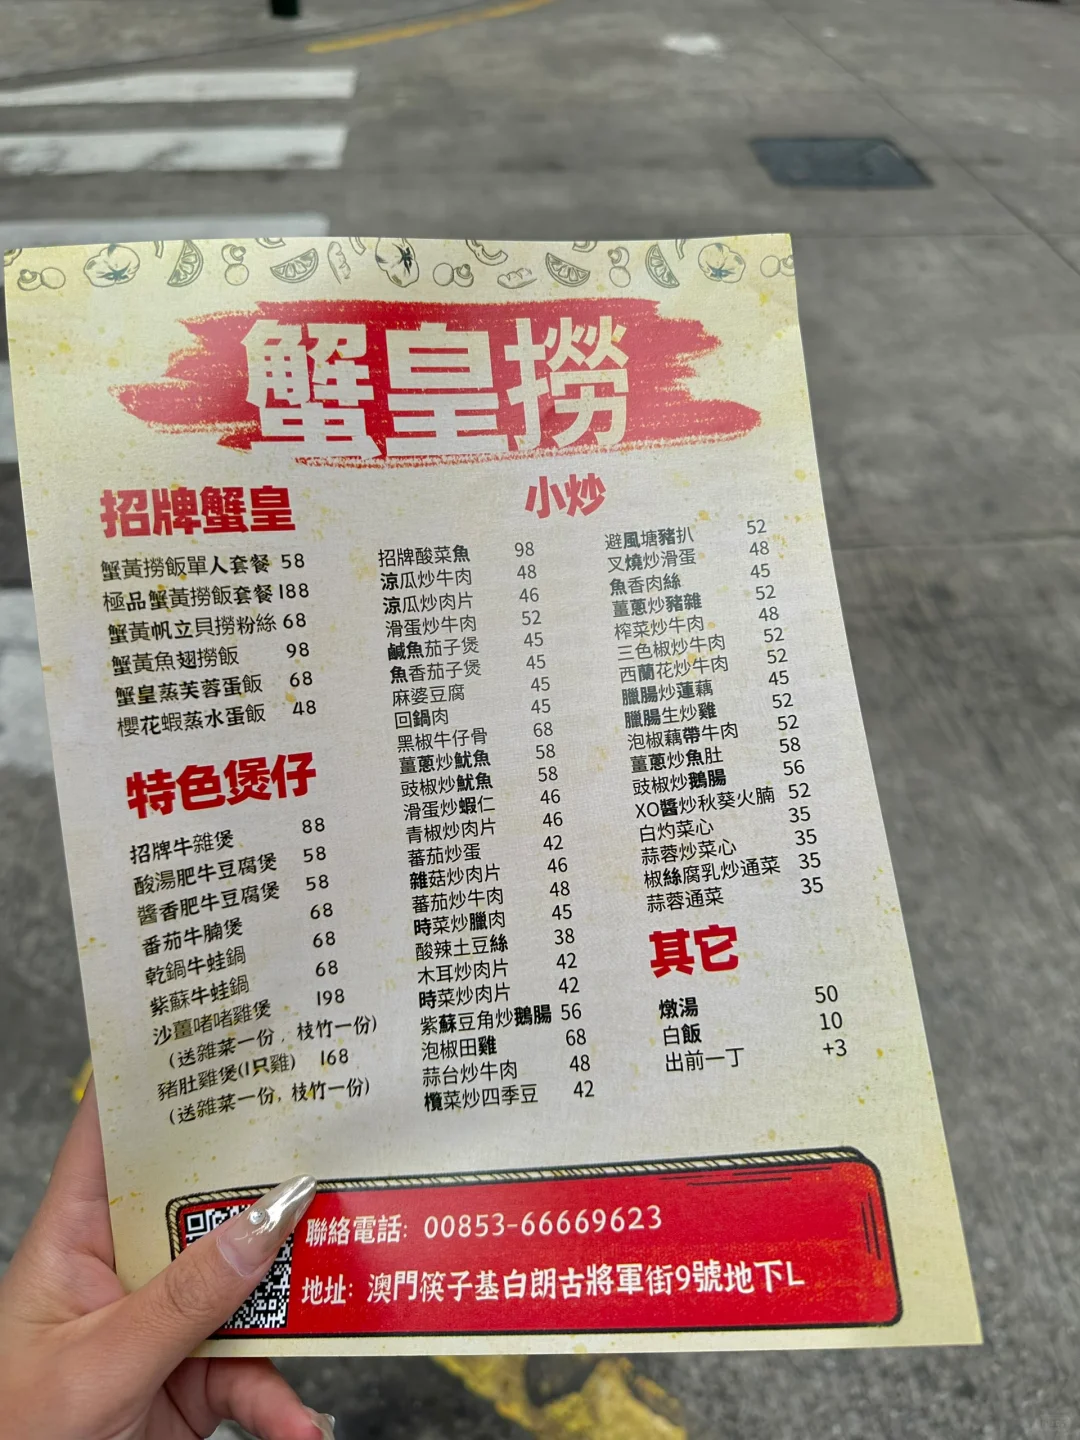 蟹皇撈
招牌蟹皇
蟹黃撈飯單人套餐 58
極品蟹黃撈飯套餐 188
蟹黃帆立貝撈粉絲 68
蟹黃魚翅撈飯 98
蟹皇蒸芙蓉蛋飯 68
櫻花蝦蒸水蛋飯 48
特色煲仔
招牌牛雜煲 88
酸湯肥牛豆腐煲 58
醬香肥牛豆腐煲 58
番茄牛腩煲 68
乾鍋牛蛙鍋 68
紫蘇牛蛙鍋 68
沙薑啫啫雞煲 198
(送雜菜一份，枝竹一份)
豬肚雞煲(1只雞) 168
(送雜菜一份，枝竹一份)
小炒
招牌酸菜魚 98
涼瓜炒牛肉 48
涼瓜炒肉片 46
滑蛋炒牛肉 52
鹹魚茄子煲 45
魚香茄子煲 45
麻婆豆腐 45
回鍋肉 45
黑椒牛仔骨 68
薑蔥炒魷魚 58
豉椒炒魷魚 58
滑蛋炒蝦仁 46
青椒炒肉片 46
蕃茄炒蛋 42
雜菇炒肉片 46
蕃茄炒牛肉 48
時菜炒臘肉 45
酸辣土豆絲 38
木耳炒肉片 42
時菜炒肉片 42
紫蘇豆角炒鵝腸 56
泡椒田雞 68
蒜台炒牛肉 48
欖菜炒四季豆 42
避風塘豬扒 52
叉燒炒滑蛋 48
魚香肉絲 45
薑蔥炒豬雜 52
榨菜炒牛肉 48
三色椒炒牛肉 52
西蘭花炒牛肉 52
臘腸炒蓮藕 45
臘腸生炒雞 52
泡椒藕帶牛肉 52
薑蔥炒魚肚 58
豉椒炒鵝腸 56
XO醬炒秋葵火腩 52
白灼菜心 35
蒜蓉炒菜心 35
椒絲腐乳炒通菜 35
蒜蓉通菜 35
其它
燉湯 50
白飯 10
出前一丁 +3
聯絡電話: 00853-66669623
地址: 澳門筷子基白朗古將軍街9號地下L